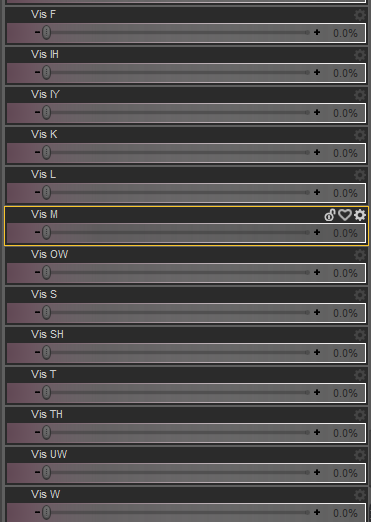 Vis F
- + 0.0%
Vis IH
- + 0.0%
Vis IY
- + 0.0%
Vis K
- + 0.0%
Vis L
- + 0.0%
Vis M
- + 0.0%
Vis OW
- + 0.0%
Vis S
- + 0.0%
Vis SH
- + 0.0%
Vis T
- + 0.0%
Vis TH
- + 0.0%
Vis UW
- + 0.0%
Vis W
- + 0.0%